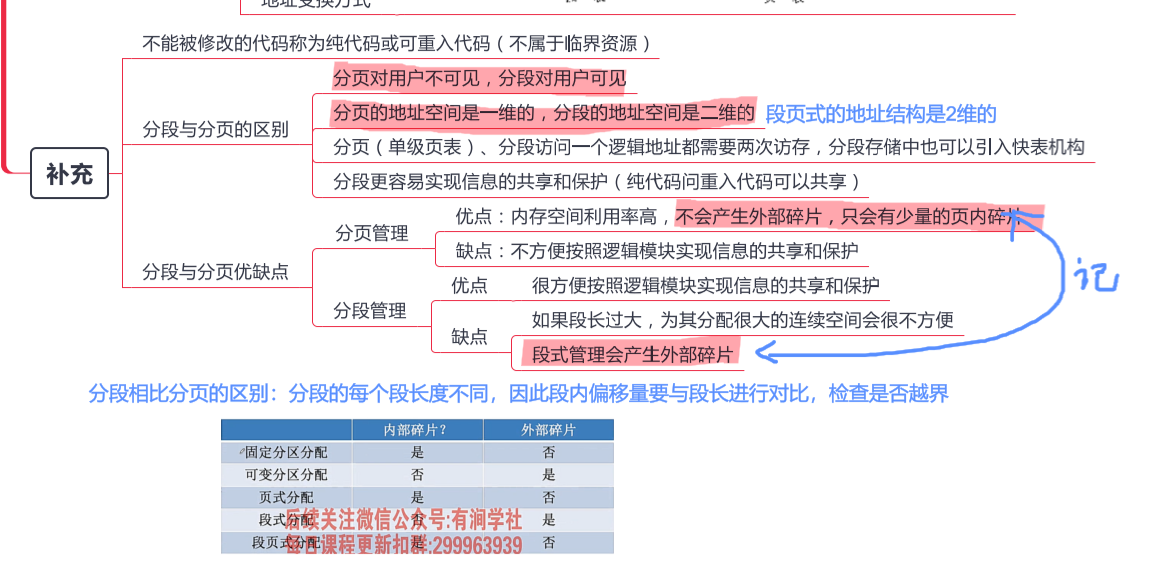 地址变换方式
不能被修改的代码称为纯代码或可重入代码（不属于临界资源）
分页对用户不可见，分段对用户可见
分页的地址空间是一维的，分段的地址空间是二维的 段页式的地址结构是2维的
分段与分页的区别
分页（单级页表）、分段访问一个逻辑地址都需要两次访存，分段存储中也可以引入快表机构
补充
分段更容易实现信息的共享和保护（纯代码问重入代码可以共享）
优点：内存空间利用率高，不会产生外部碎片，只会有少量的页内碎片
分页管理
缺点：不方便按照逻辑模块实现信息的共享和保护
分段与分页优缺点
记
优点 很方便按照逻辑模块实现信息的共享和保护
分段管理
如果段长过大，为其分配很大的连续空间会很不方便
缺点
段式管理会产生外部碎片
分段相比分页的区别：分段的每个段长度不同，因此段内偏移量要与段长进行对比，检查是否越界
内部碎片？ 外部碎片
固定分区分配 是 否
可变分区分配 否 是
页式分配 是 否
段式分配 否 是
后续关注微信公众号:有涧学社
段页式分配 是 否
每日课程更新扣群:299963939